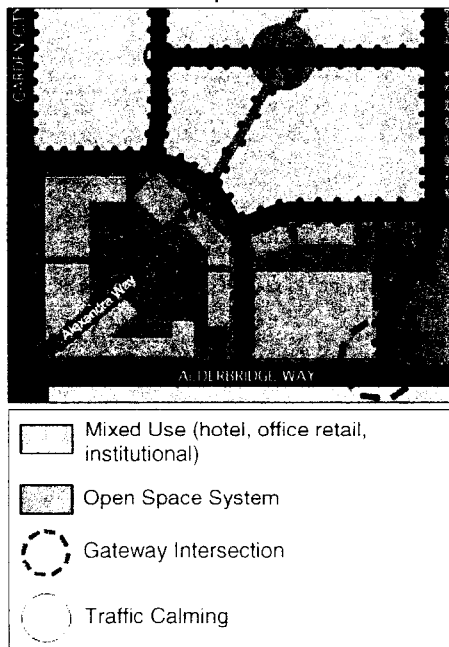 GARDEN CITY
Alexandra Way
ALDERBRIDGE WAY
Mixed Use (hotel, office retail,
institutional)
Open Space System
Gateway Intersection
Traffic Calming